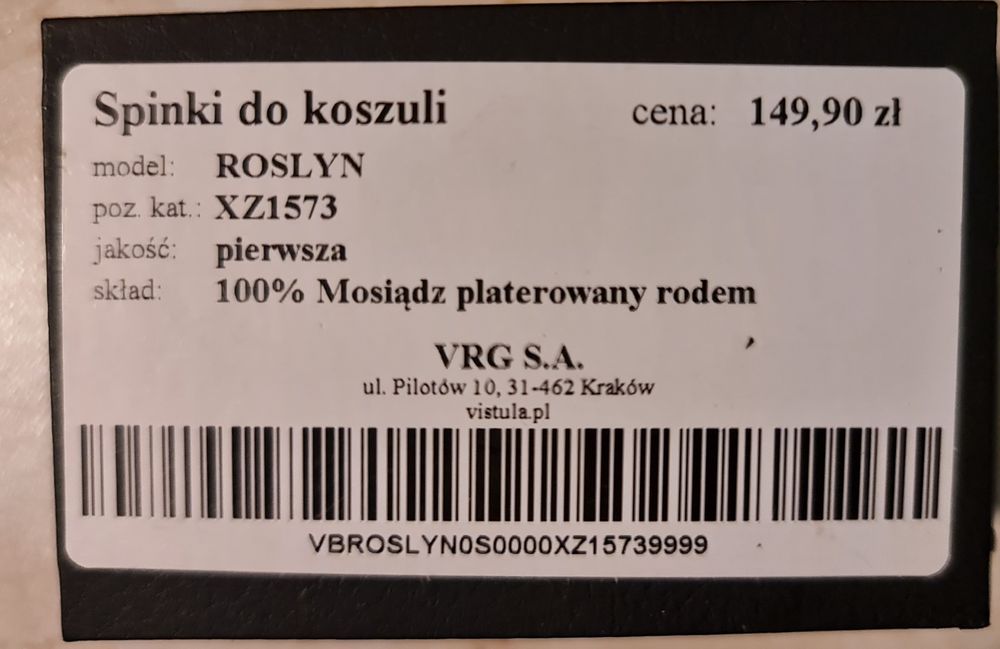 Spinki do koszuli cena: 149,90 zł
model: ROSLYN
poz. kat.: XZ1573
jakość: pierwsza
skład: 100% Mosiądz platerowany rodem
VRG S.A.
ul. Pilotów 10, 31-462 Kraków
vistula.pl
VBROSLYN0S0000XZ15739999